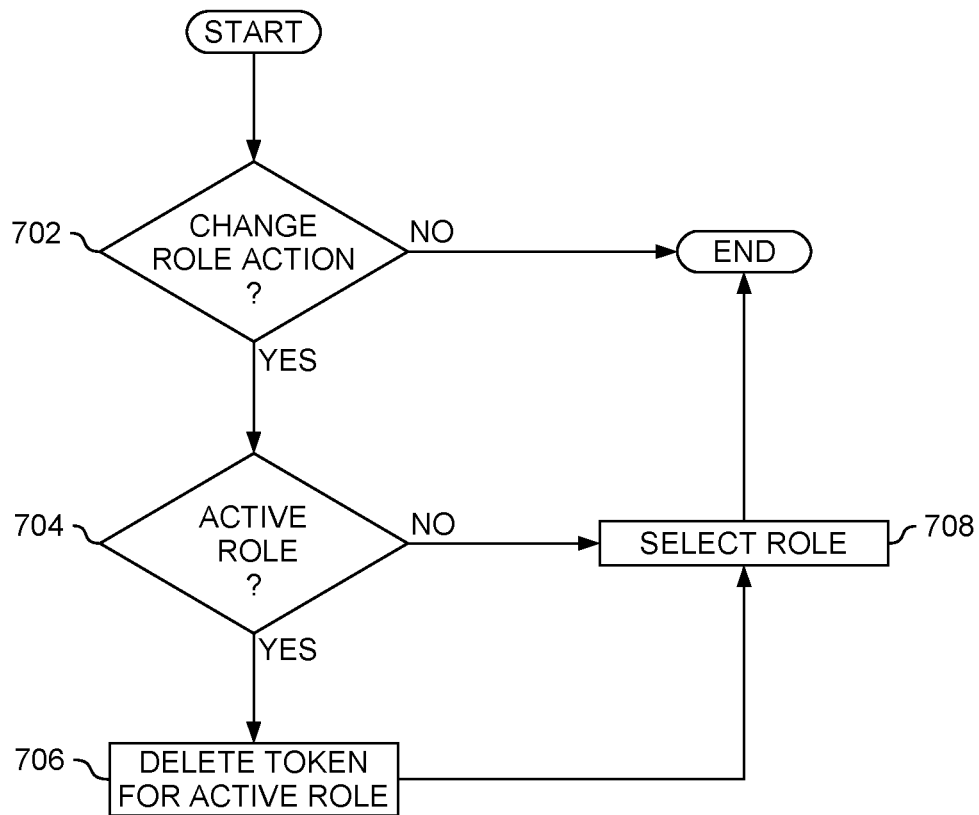 START
702
CHANGE
ROLE ACTION
?
NO
END
YES
704
ACTIVE
ROLE
?
NO
SELECT ROLE
708
YES
706
DELETE TOKEN
FOR ACTIVE ROLE